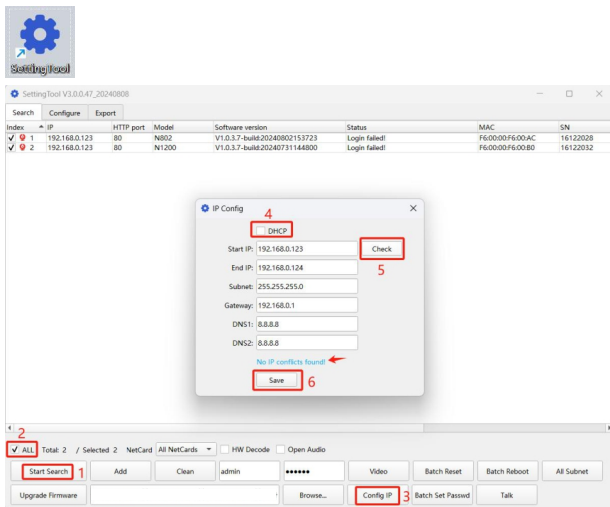 SettingTool
SettingTool V3.0.0.47_20240808
Search Configure Export
Index IP HTTP port Model Software version Status MAC SN
1 192.168.0.123 80 N802 V1.0.3.7-build:20240802153723 Login failed! F6:00:00:F6:00:AC 16122028
2 192.168.0.123 80 N1200 V1.0.3.7-build:20240731144800 Login failed! F6:00:00:F6:00:B0 16122032
IP Config
4
DHCP
Start IP: 192.168.0.123 Check
5
End IP: 192.168.0.124
Subnet: 255.255.255.0
Gateway: 192.168.0.1
DNS1: 8.8.8.8
DNS2: 8.8.8.8
No IP conflicts found!
Save 6
2
ALL Total: 2 / Selected 2 NetCard All NetCards HW Decode Open Audio
Start Search 1 Add Clean admin •••••• Video Batch Reset Batch Reboot All Subnet
Upgrade Firmware Browse... Config IP 3 Batch Set Passwd Talk